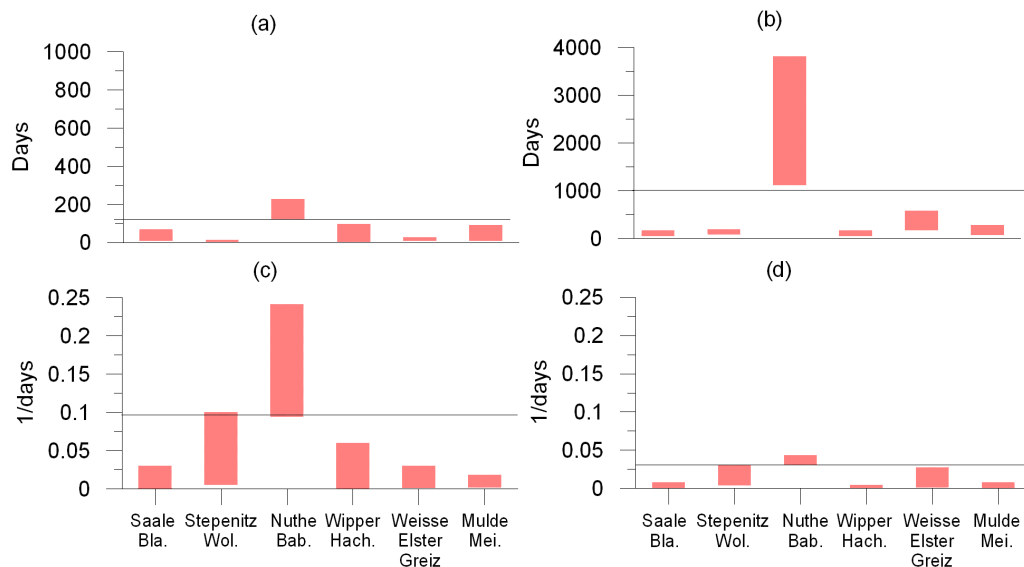 (a)
1000
800
600
400
200
0
Days
(b)
4000
3000
2000
1000
0
Days
(c)
0.25
0.2
0.15
0.1
0.05
0
1/days
Saale
Bla.
Stepenitz
Wol.
Nuthe
Bab.
Wipper
Hach.
Weisse
Elster
Greiz
Mulde
Mei.
(d)
0.25
0.2
0.15
0.1
0.05
0
1/days
Saale
Bla.
Stepenitz
Wol.
Nuthe
Bab.
Wipper
Hach.
Weisse
Elster
Greiz
Mulde
Mei.